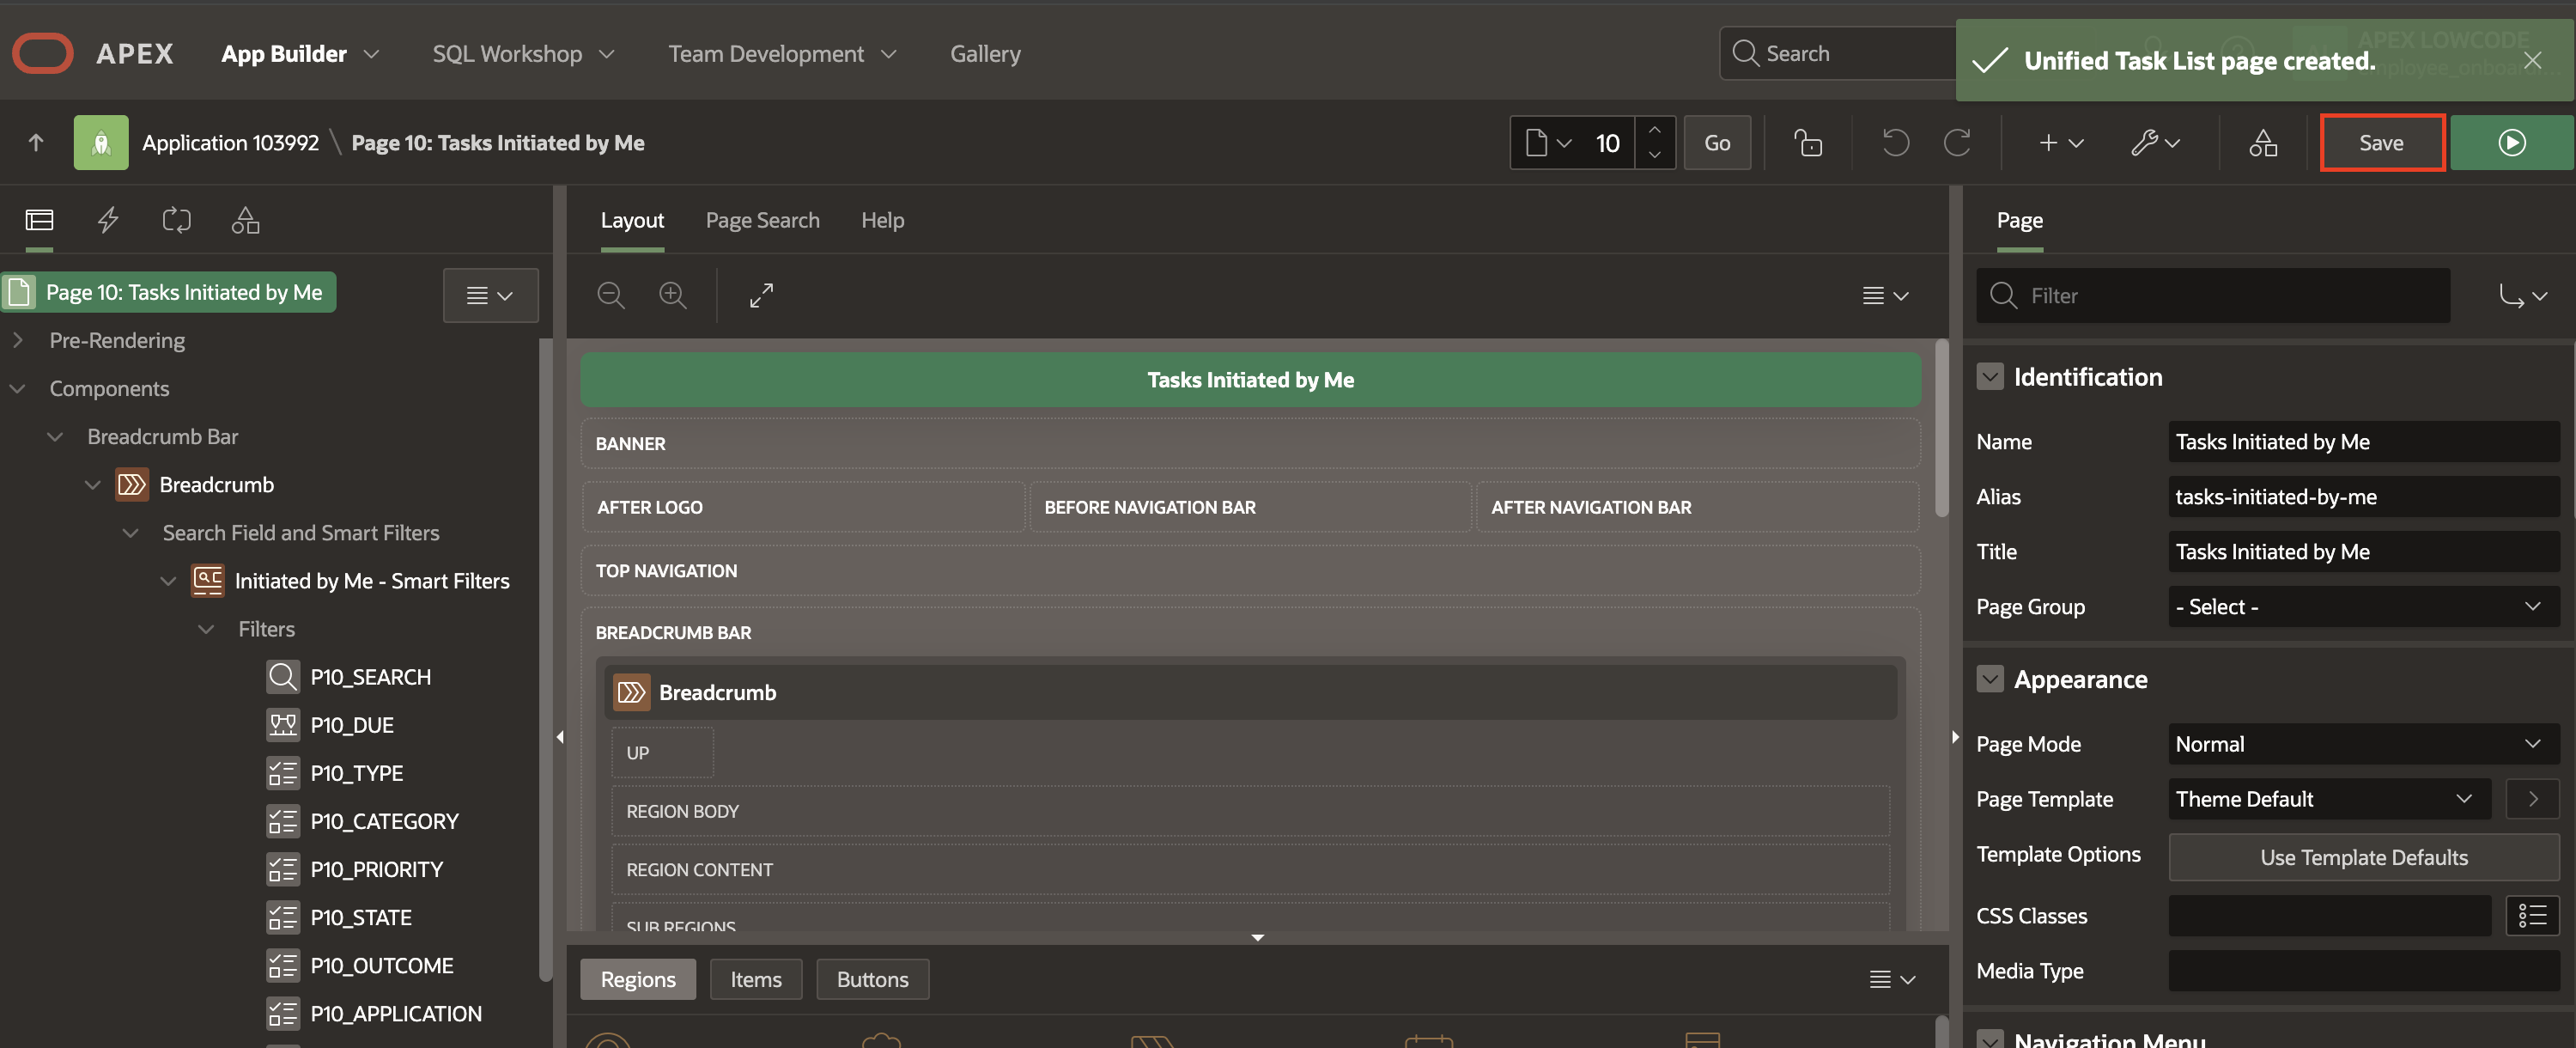 APEX
App Builder
SQL Workshop
Team Development
Gallery
Search
Unified Task List page created.
APEX LOWCODE
Application 103992 \ Page 10: Tasks Initiated by Me
10
Go
Save
Layout
Page Search
Help
Page
Page 10: Tasks Initiated by Me
Pre-Rendering
Components
Breadcrumb Bar
Breadcrumb
Search Field and Smart Filters
Initiated by Me - Smart Filters
Filters
P10_SEARCH
P10_DUE
P10_TYPE
P10_CATEGORY
P10_PRIORITY
P10_STATE
P10_OUTCOME
P10_APPLICATION
Tasks Initiated by Me
BANNER
AFTER LOGO
BEFORE NAVIGATION BAR
AFTER NAVIGATION BAR
TOP NAVIGATION
BREADCRUMB BAR
Breadcrumb
UP
REGION BODY
REGION CONTENT
SUB REGIONS
Regions
Items
Buttons
Filter
Identification
Name
Tasks Initiated by Me
Alias
tasks-initiated-by-me
Title
Tasks Initiated by Me
Page Group
- Select -
Appearance
Page Mode
Normal
Page Template
Theme Default
Template Options
Use Template Defaults
CSS Classes
Media Type
Navigation Menu